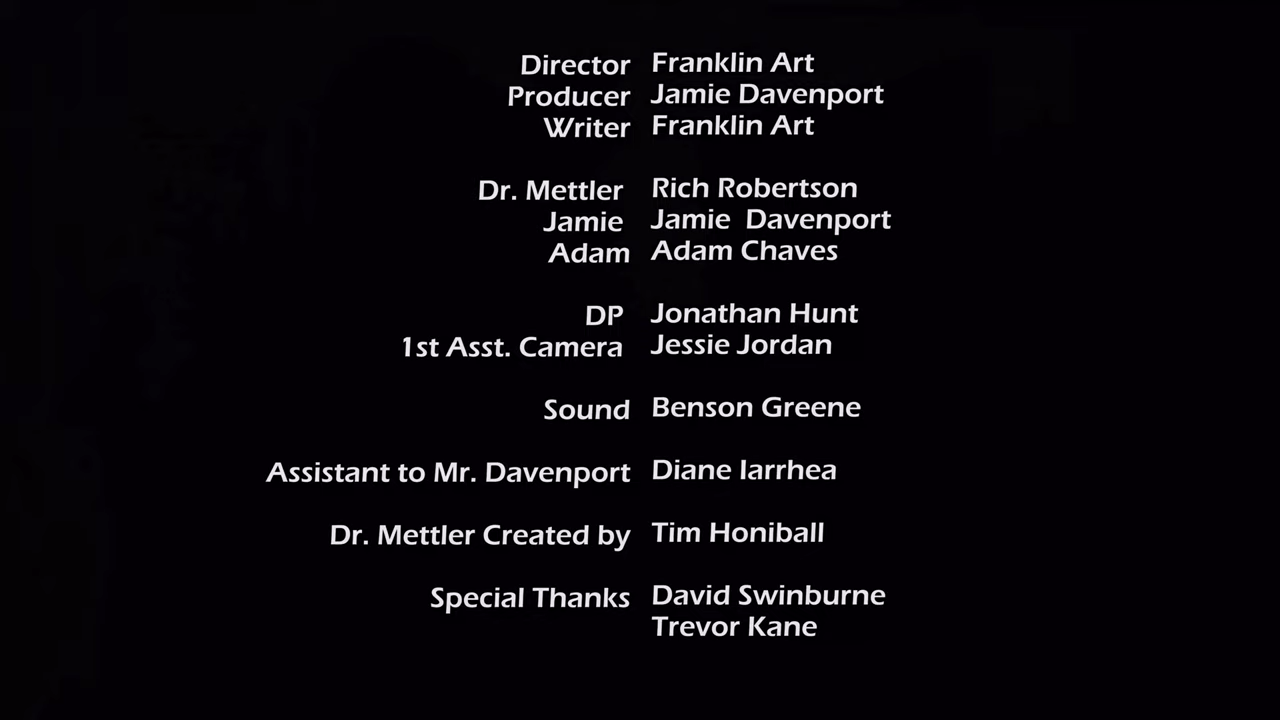 Director Franklin Art
Producer Jamie Davenport
Writer Franklin Art
Dr. Mettler Rich Robertson
Jamie Jamie Davenport
Adam Adam Chaves
DP Jonathan Hunt
1st Asst. Camera Jessie Jordan
Sound Benson Greene
Assistant to Mr. Davenport Diane Iarrhea
Dr. Mettler Created by Tim Honiball
Special Thanks David Swinburne
Trevor Kane